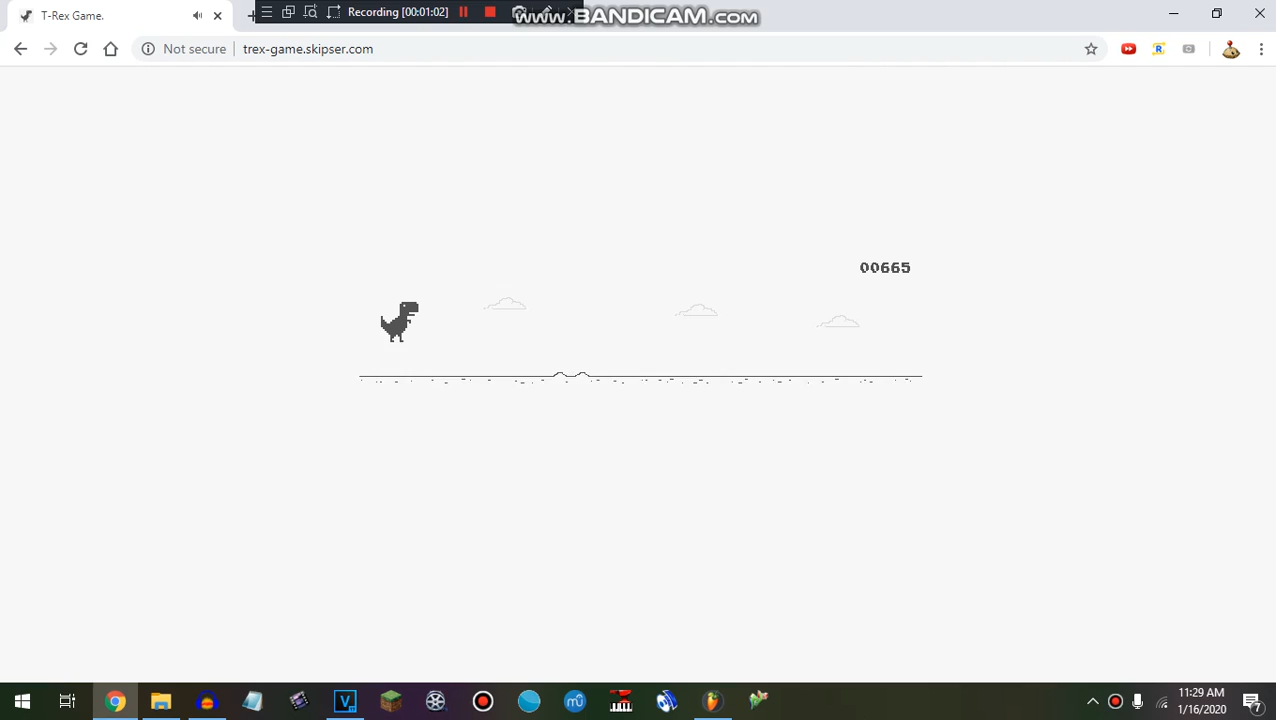 T-Rex Game.
Recording [00:01:02]
www.BANDICAM.com
Not secure
trex-game.skipser.com
R
00665
V
11:29 AM
1/16/2020
7